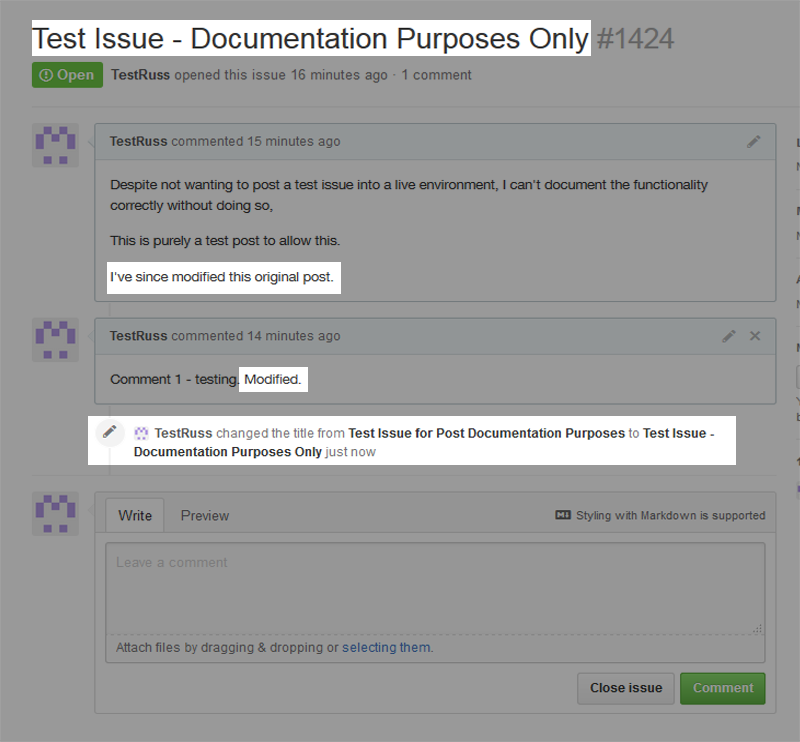 Test Issue - Documentation Purposes Only #1424
Open TestRuss opened this issue 16 minutes ago · 1 comment
TestRuss commented 15 minutes ago
Despite not wanting to post a test issue into a live environment, I can't document the functionality
correctly without doing so,
This is purely a test post to allow this.
I've since modified this original post.
TestRuss commented 14 minutes ago
Comment 1 - testing. Modified.
TestRuss changed the title from Test Issue for Post Documentation Purposes to Test Issue -
Documentation Purposes Only just now
Write Preview Styling with Markdown is supported
Leave a comment
Attach files by dragging & dropping or selecting them.
Close issue Comment